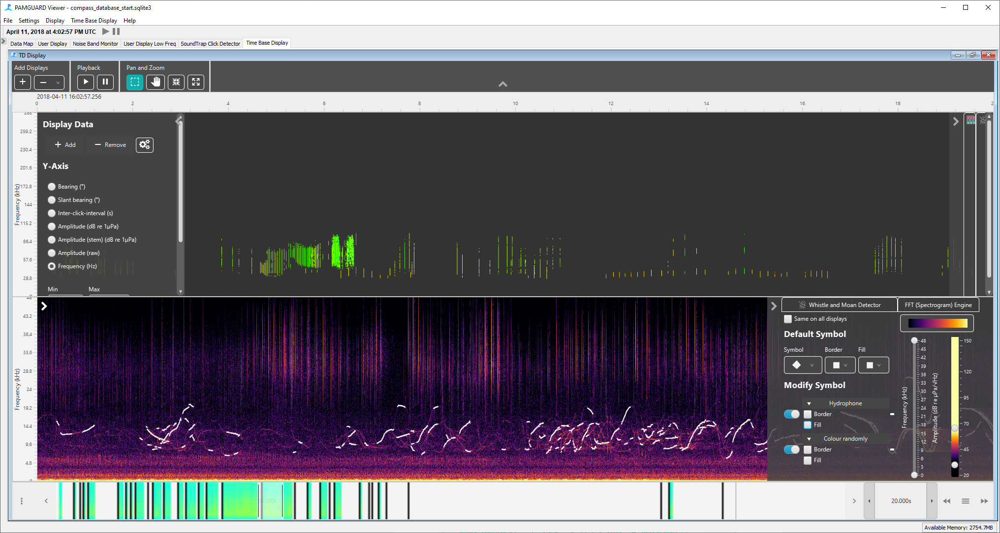 PAMGUARD Viewer - compass_database_start.sqlite3
File Settings Display Time Base Display Help
April 11, 2018 at 4:02:57 PM UTC
Data Map User Display Noise Band Monitor User Display Low Freq SoundTrap Click Detector Time Base Display
TD Display
Add Displays Playback Pan and Zoom
2018-04-11 16:02:57.256
0 2 4 6 8 10 12 14 16 18 2
288
259.2
230.4
201.6
172.8
144
115.2
86.4
57.6
28.8
Frequency (kHz)
Display Data
+ Add − Remove
Y-Axis
Bearing (°)
Slant bearing (°)
Inter-click-interval (s)
Amplitude (dB re 1µPa)
Amplitude (stem) (dB re 1µPa)
Amplitude (raw)
Frequency (Hz)
Min Max
48
43.2
38.4
33.6
28.8
24
19.2
14.4
9.6
4.8
Frequency (kHz)
Whistle and Moan Detector FFT (Spectrogram) Engine
Same on all displays
Default Symbol
Symbol Border Fill
Modify Symbol
Hydrophone
Border
Fill
Colour randomly
Border
Fill
Frequency (kHz)
48
45
42
39
36
33
30
27
24
21
18
15
12
9
6
3
0
Amplitude (dB re µPa/√Hz)
150
120
95
70
45
20
20.000s
20.000s
Available Memory: 2754.7MB